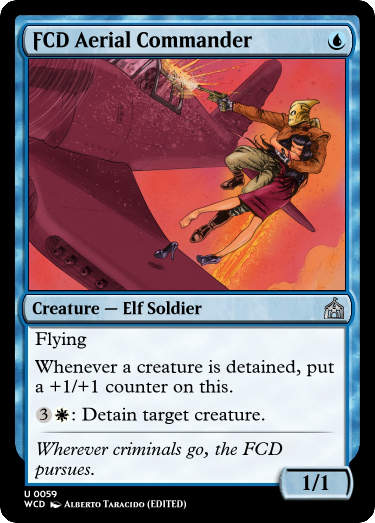 FCD Aerial Commander
Creature — Elf Soldier
Flying
Whenever a creature is detained, put
a +1/+1 counter on this.
3: Detain target creature.
Wherever criminals go, the FCD
pursues.
1/1
U 0059
WCD Alberto Taracido (EDITED)